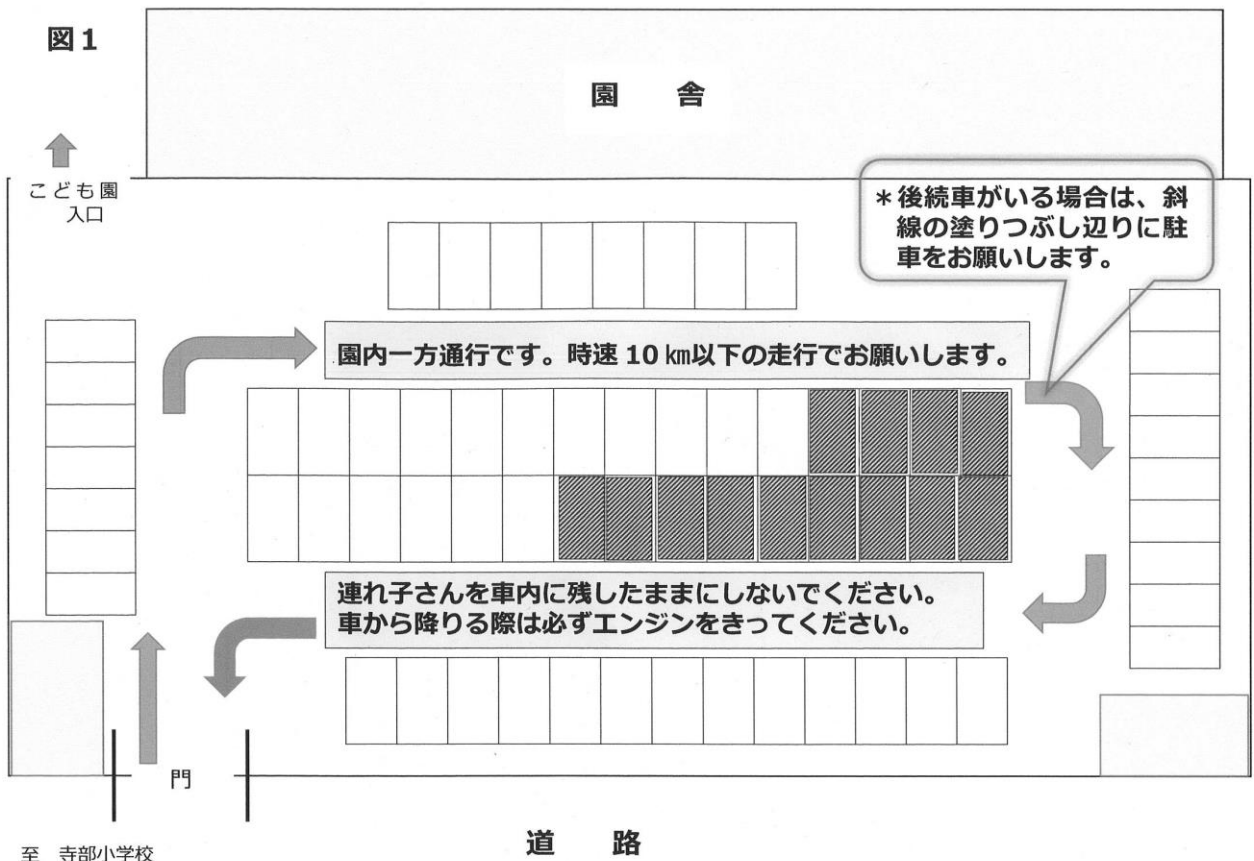 図1
園　舎
こども園
入口
＊後続車がいる場合は、斜
線の塗りつぶし辺りに駐
車をお願いします。
園内一方通行です。時速 10 ㎞以下の走行でお願いします。
連れ子さんを車内に残したままにしないでください。
車から降りる際は必ずエンジンをきってください。
門
道　路
至　寺部小学校